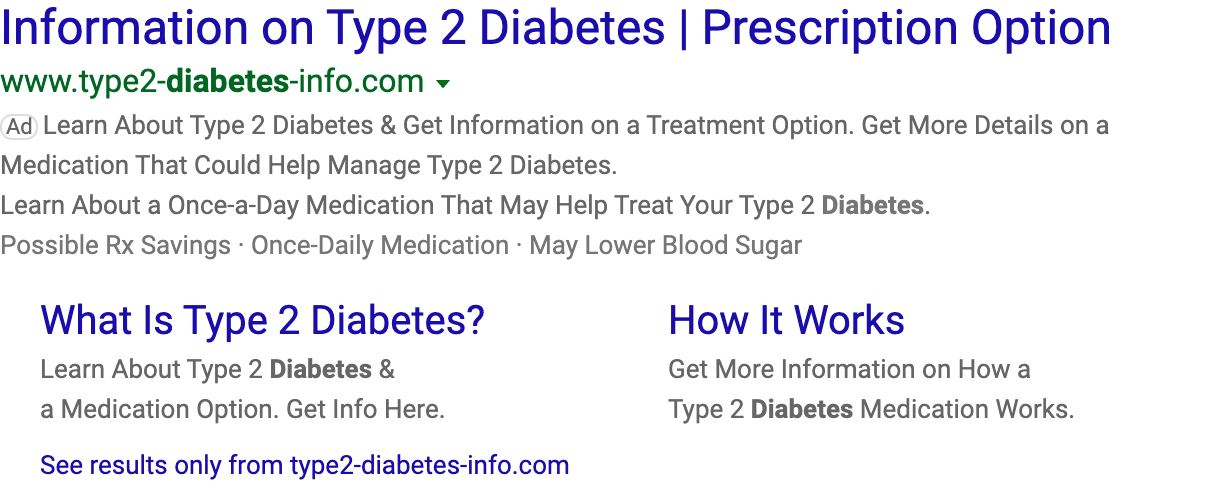 Information on Type 2 Diabetes | Prescription Option
www.type2-diabetes-info.com
Ad Learn About Type 2 Diabetes & Get Information on a Treatment Option. Get More Details on a
Medication That Could Help Manage Type 2 Diabetes.
Learn About a Once-a-Day Medication That May Help Treat Your Type 2 Diabetes.
Possible Rx Savings · Once-Daily Medication · May Lower Blood Sugar
What Is Type 2 Diabetes?
Learn About Type 2 Diabetes &
a Medication Option. Get Info Here.
How It Works
Get More Information on How a
Type 2 Diabetes Medication Works.
See results only from type2-diabetes-info.com